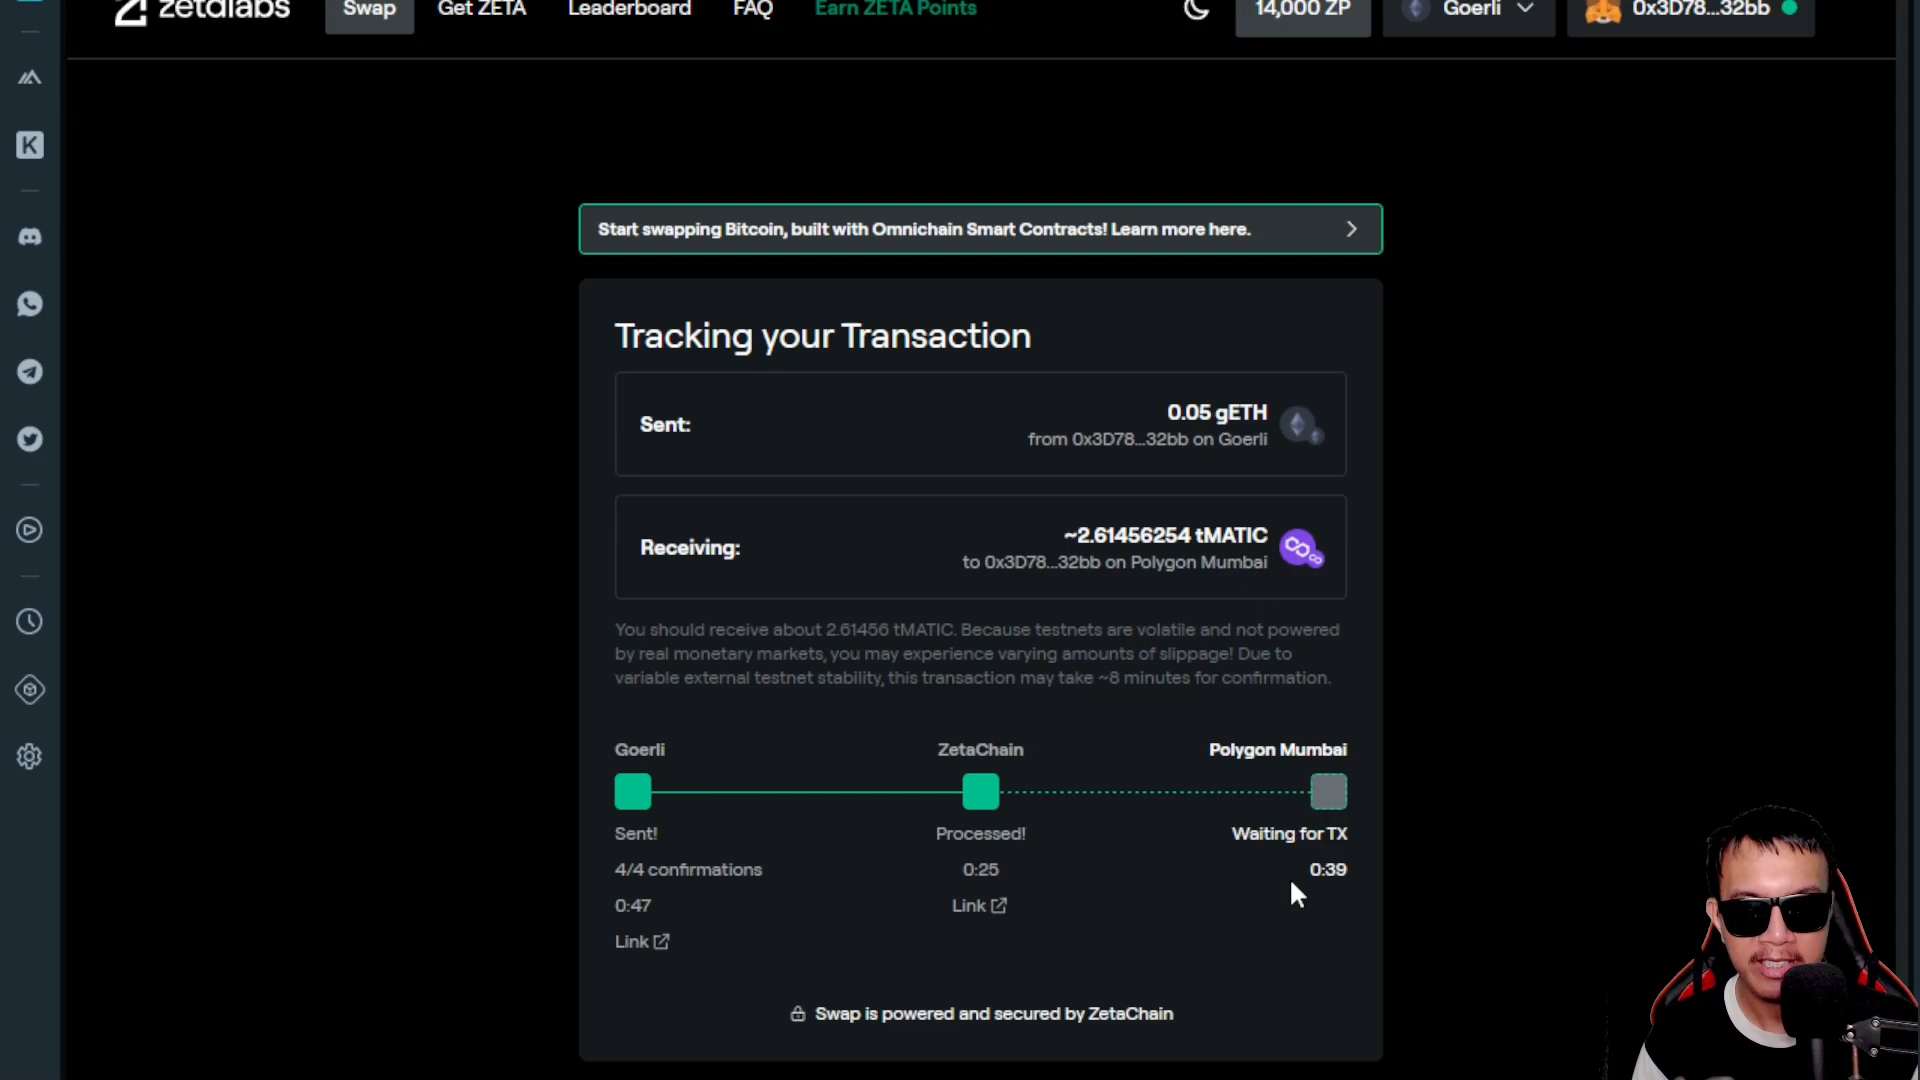 zetalabs
Swap
Get ZETA
Leaderboard
FAQ
Earn ZETA Points
14,000 ZP
Goerli
0x3D78...32bb
K
Start swapping Bitcoin, built with Omnichain Smart Contracts! Learn more here.
Tracking your Transaction
Sent:
0.05 gETH
from 0x3D78...32bb on Goerli
Receiving:
~2.61456254 tMATIC
to 0x3D78...32bb on Polygon Mumbai
You should receive about 2.61456 tMATIC. Because testnets are volatile and not powered
by real monetary markets, you may experience varying amounts of slippage! Due to
variable external testnet stability, this transaction may take ~8 minutes for confirmation.
Goerli
ZetaChain
Polygon Mumbai
Sent!
Processed!
Waiting for TX
4/4 confirmations
0:25
0:39
0:47
Link
Link
Swap is powered and secured by ZetaChain